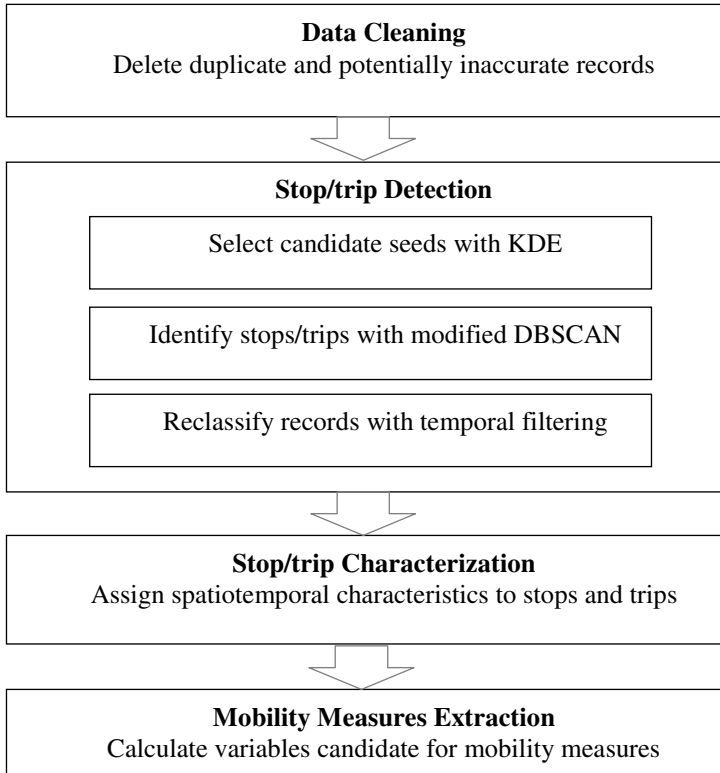 Data Cleaning
Delete duplicate and potentially inaccurate records
Stop/trip Detection
Select candidate seeds with KDE
Identify stops/trips with modified DBSCAN
Reclassify records with temporal filtering
Stop/trip Characterization
Assign spatiotemporal characteristics to stops and trips
Mobility Measures Extraction
Calculate variables candidate for mobility measures